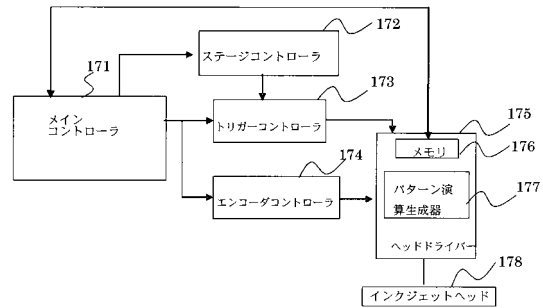 172
ステージコントローラ
171
メイン
コントローラ
173
トリガーコントローラ
175
メモリ
176
174
エンコーダコントローラ
パターン演
算生成器
177
ヘッドドライバー
178
インクジェットヘッド